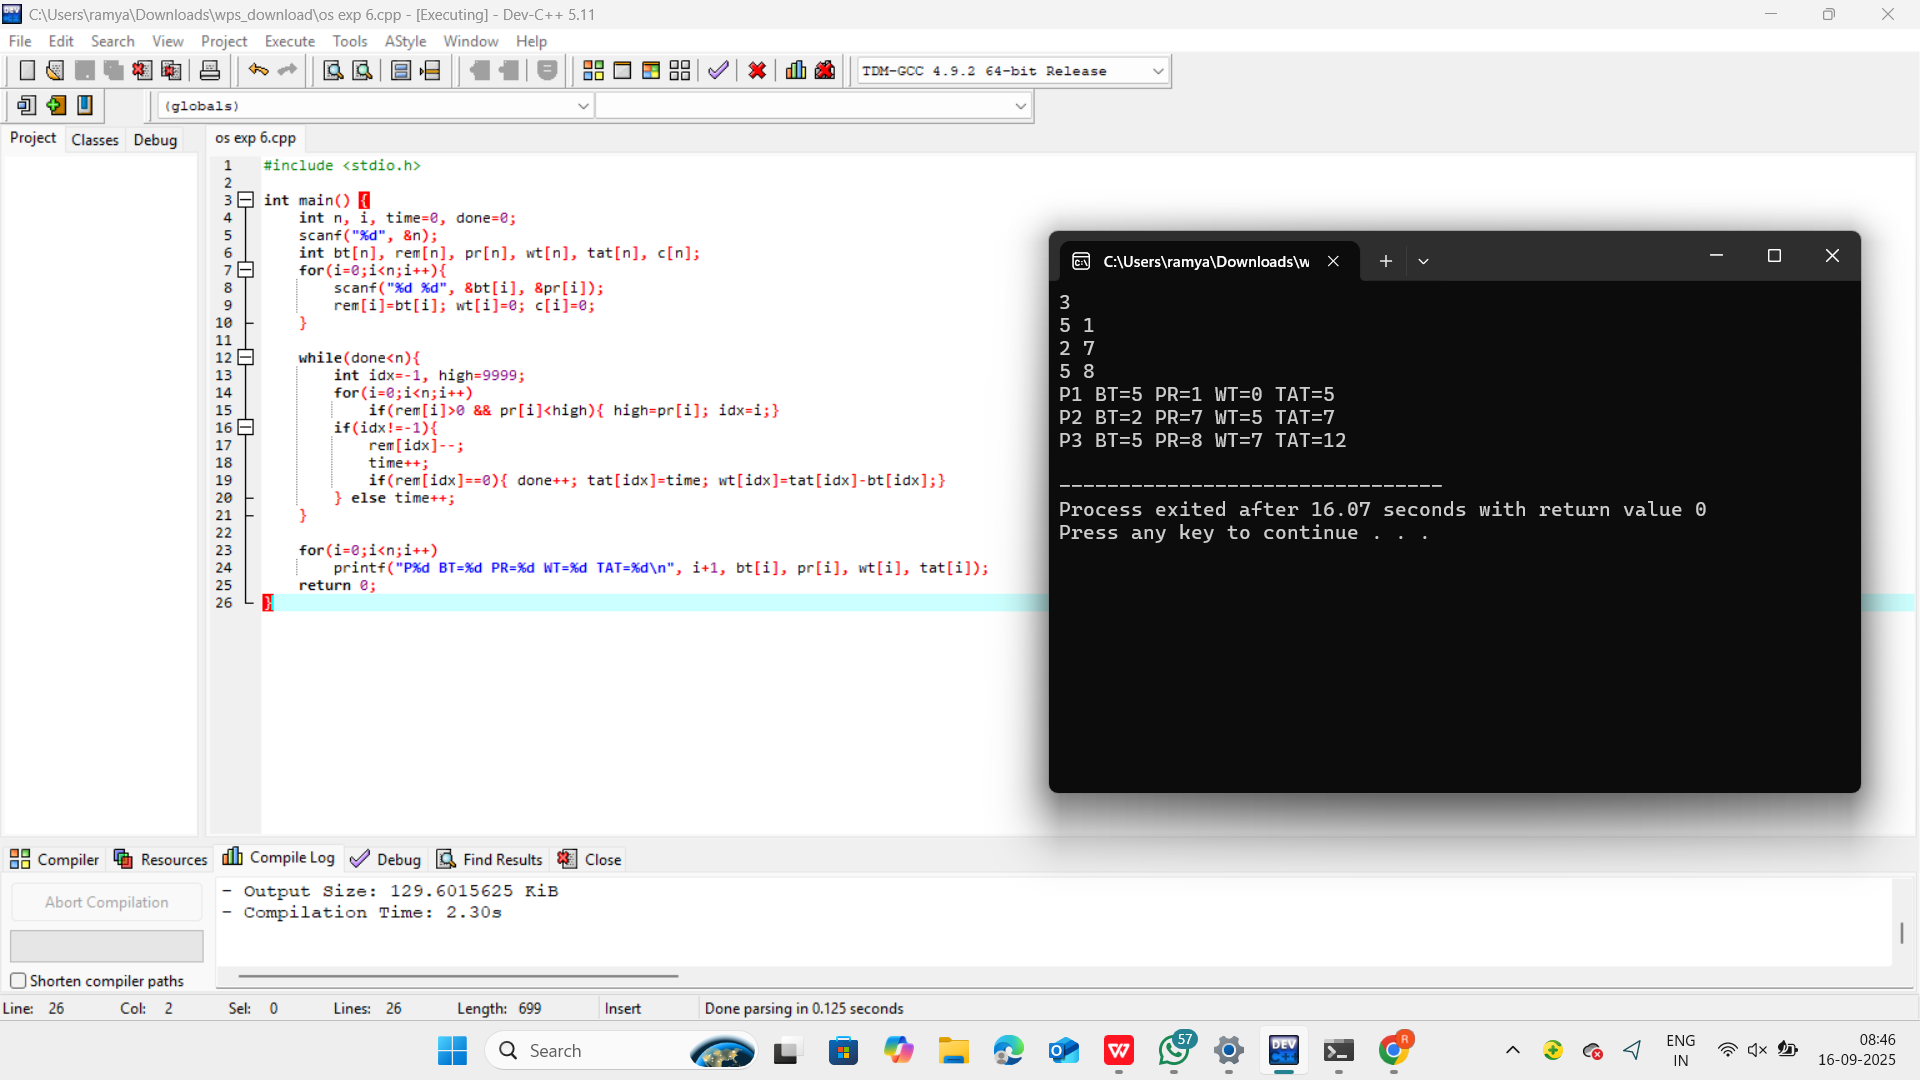 C:\Users\ramya\Downloads\wps_download\os exp 6.cpp - [Executing] - Dev-C++ 5.11
File Edit Search View Project Execute Tools AStyle Window Help
TDM-GCC 4.9.2 64-bit Release
(globals)
Project Classes Debug
os exp 6.cpp
1 #include <stdio.h>
2
3 int main() {
4     int n, i, time=0, done=0;
5     scanf("%d", &n);
6     int bt[n], rem[n], pr[n], wt[n], tat[n], c[n];
7     for(i=0;i<n;i++){
8         scanf("%d %d", &bt[i], &pr[i]);
9         rem[i]=bt[i]; wt[i]=0; c[i]=0;
10     }
11
12     while(done<n){
13         int idx=-1, high=9999;
14         for(i=0;i<n;i++)
15             if(rem[i]>0 && pr[i]<high){ high=pr[i]; idx=i;}
16         if(idx!=-1){
17             rem[idx]--;
18             time++;
19             if(rem[idx]==0){ done++; tat[idx]=time; wt[idx]=tat[idx]-bt[idx];}
20         } else time++;
21     }
22
23     for(i=0;i<n;i++)
24         printf("P%d BT=%d PR=%d WT=%d TAT=%d\n", i+1, bt[i], pr[i], wt[i], tat[i]);
25     return 0;
26 }
C:\Users\ramya\Downloads\w
3
5 1
2 7
5 8
P1 BT=5 PR=1 WT=0 TAT=5
P2 BT=2 PR=7 WT=5 TAT=7
P3 BT=5 PR=8 WT=7 TAT=12
--------------------------------
Process exited after 16.07 seconds with return value 0
Press any key to continue . . .
Compiler Resources Compile Log Debug Find Results Close
Abort Compilation
Shorten compiler paths
- Output Size: 129.6015625 KiB
- Compilation Time: 2.30s
Line: 26 Col: 2 Sel: 0 Lines: 26 Length: 699 Insert Done parsing in 0.125 seconds
Search
57
DEV
R
ENG
IN
08:46
16-09-2025